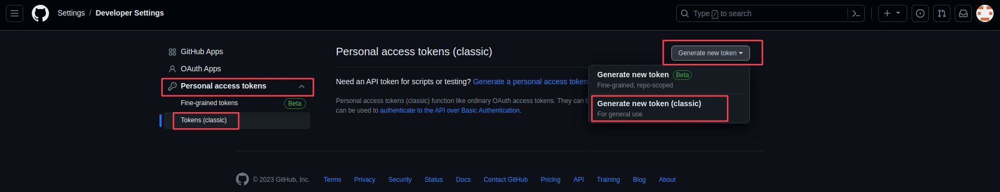 Settings / Developer Settings
Type / to search
GitHub Apps
OAuth Apps
Personal access tokens
Fine-grained tokens Beta
Tokens (classic)
Personal access tokens (classic)
Generate new token
Need an API token for scripts or testing? Generate a personal access token
Personal access tokens (classic) function like ordinary OAuth access tokens. They can
can be used to authenticate to the API over Basic Authentication.
Generate new token Beta
Fine-grained, repo-scoped
Generate new token (classic)
For general use
© 2023 GitHub, Inc. Terms Privacy Security Status Docs Contact GitHub Pricing API Training Blog About